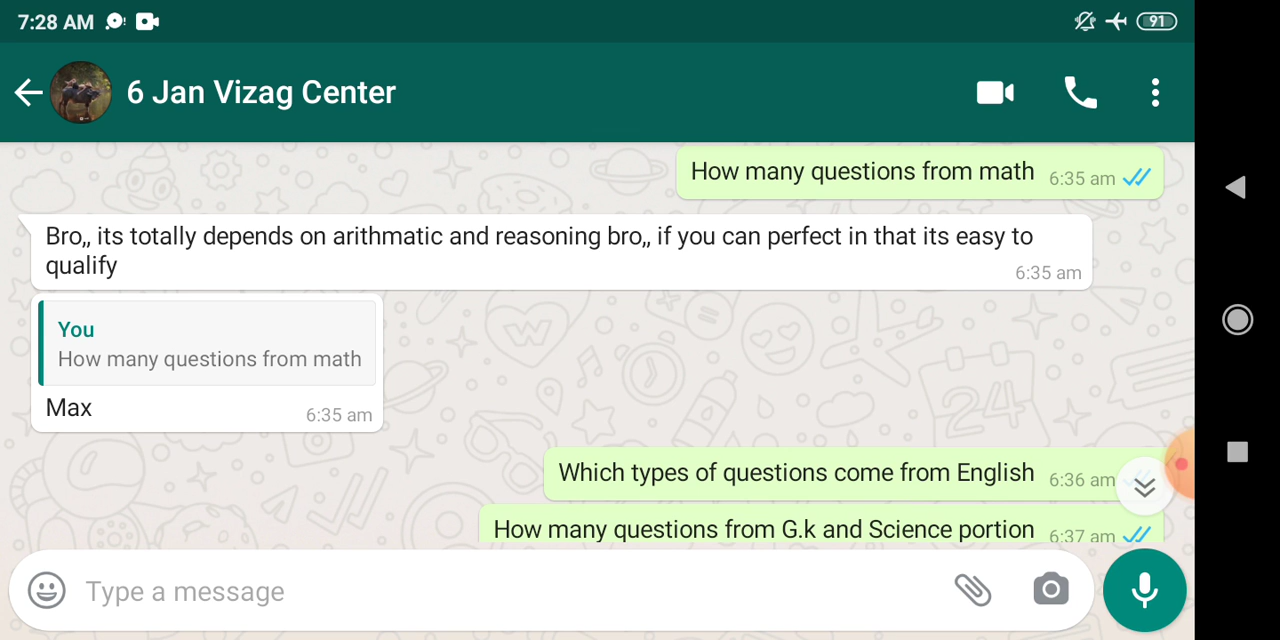 7:28 AM
91
6 Jan Vizag Center
How many questions from math 6:35 am
Bro,, its totally depends on arithmatic and reasoning bro,, if you can perfect in that its easy to
qualify 6:35 am
You
How many questions from math
Max 6:35 am
Which types of questions come from English 6:36 am
How many questions from G.k and Science portion 6:37 am
Type a message